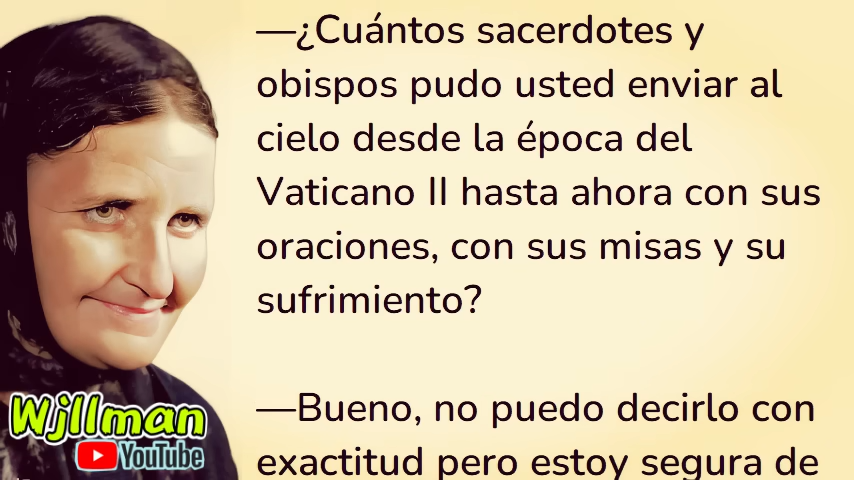 —¿Cuántos sacerdotes y
obispos pudo usted enviar al
cielo desde la época del
Vaticano II hasta ahora con sus
oraciones, con sus misas y su
sufrimiento?
—Bueno, no puedo decirlo con
exactitud pero estoy segura de
Wjllman
YouTube